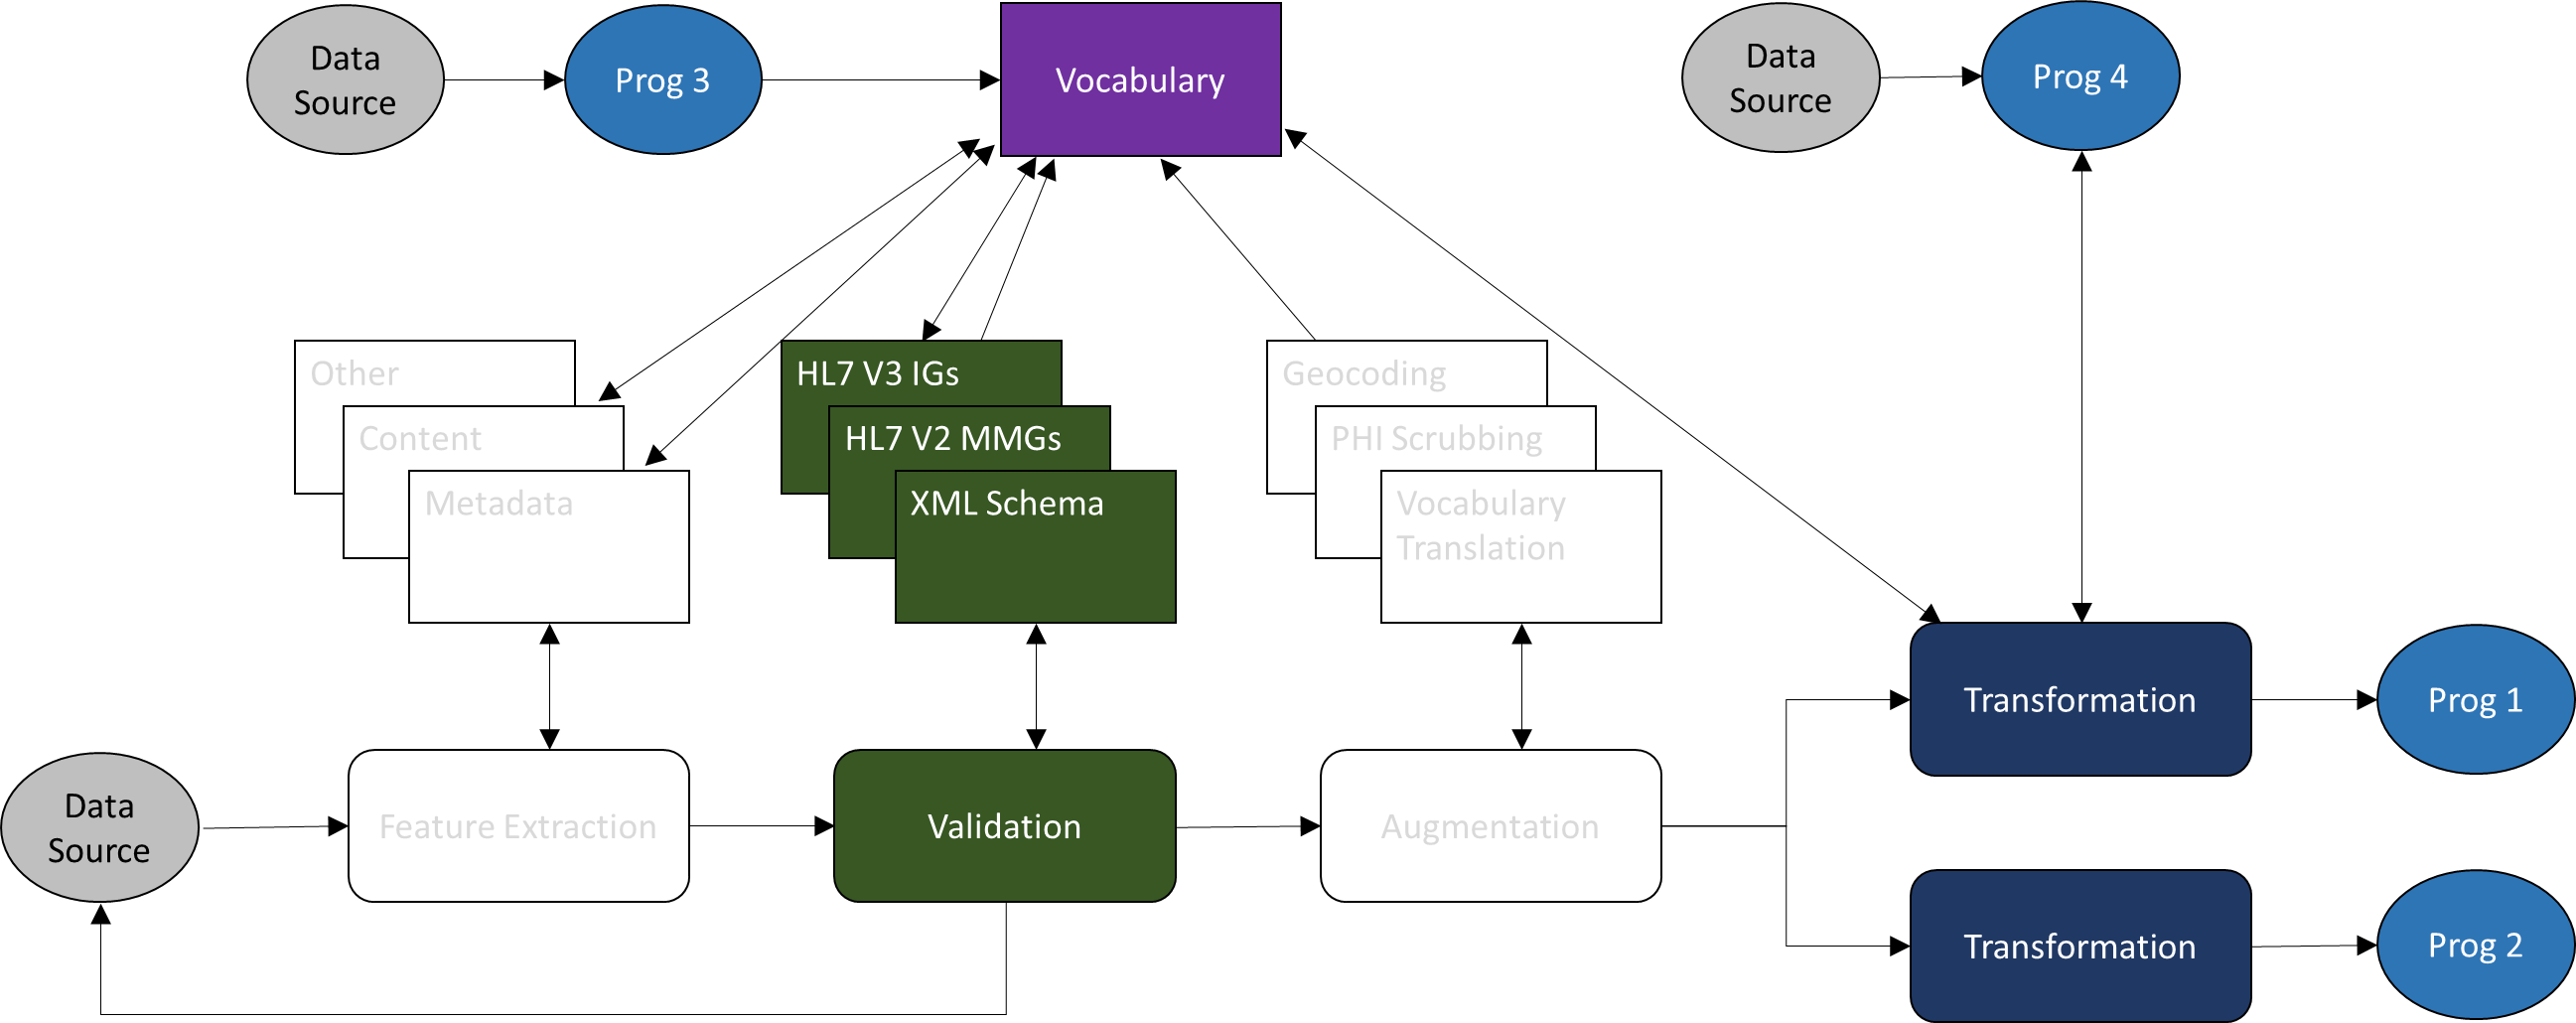 Data
Source
Prog 3
Vocabulary
Data
Source
Prog 4
Other
Content
Metadata
HL7 V3 IGs
HL7 V2 MMGs
XML Schema
Geocoding
PHI Scrubbing
Vocabulary
Translation
Data
Source
Feature Extraction
Validation
Augmentation
Transformation
Prog 1
Transformation
Prog 2